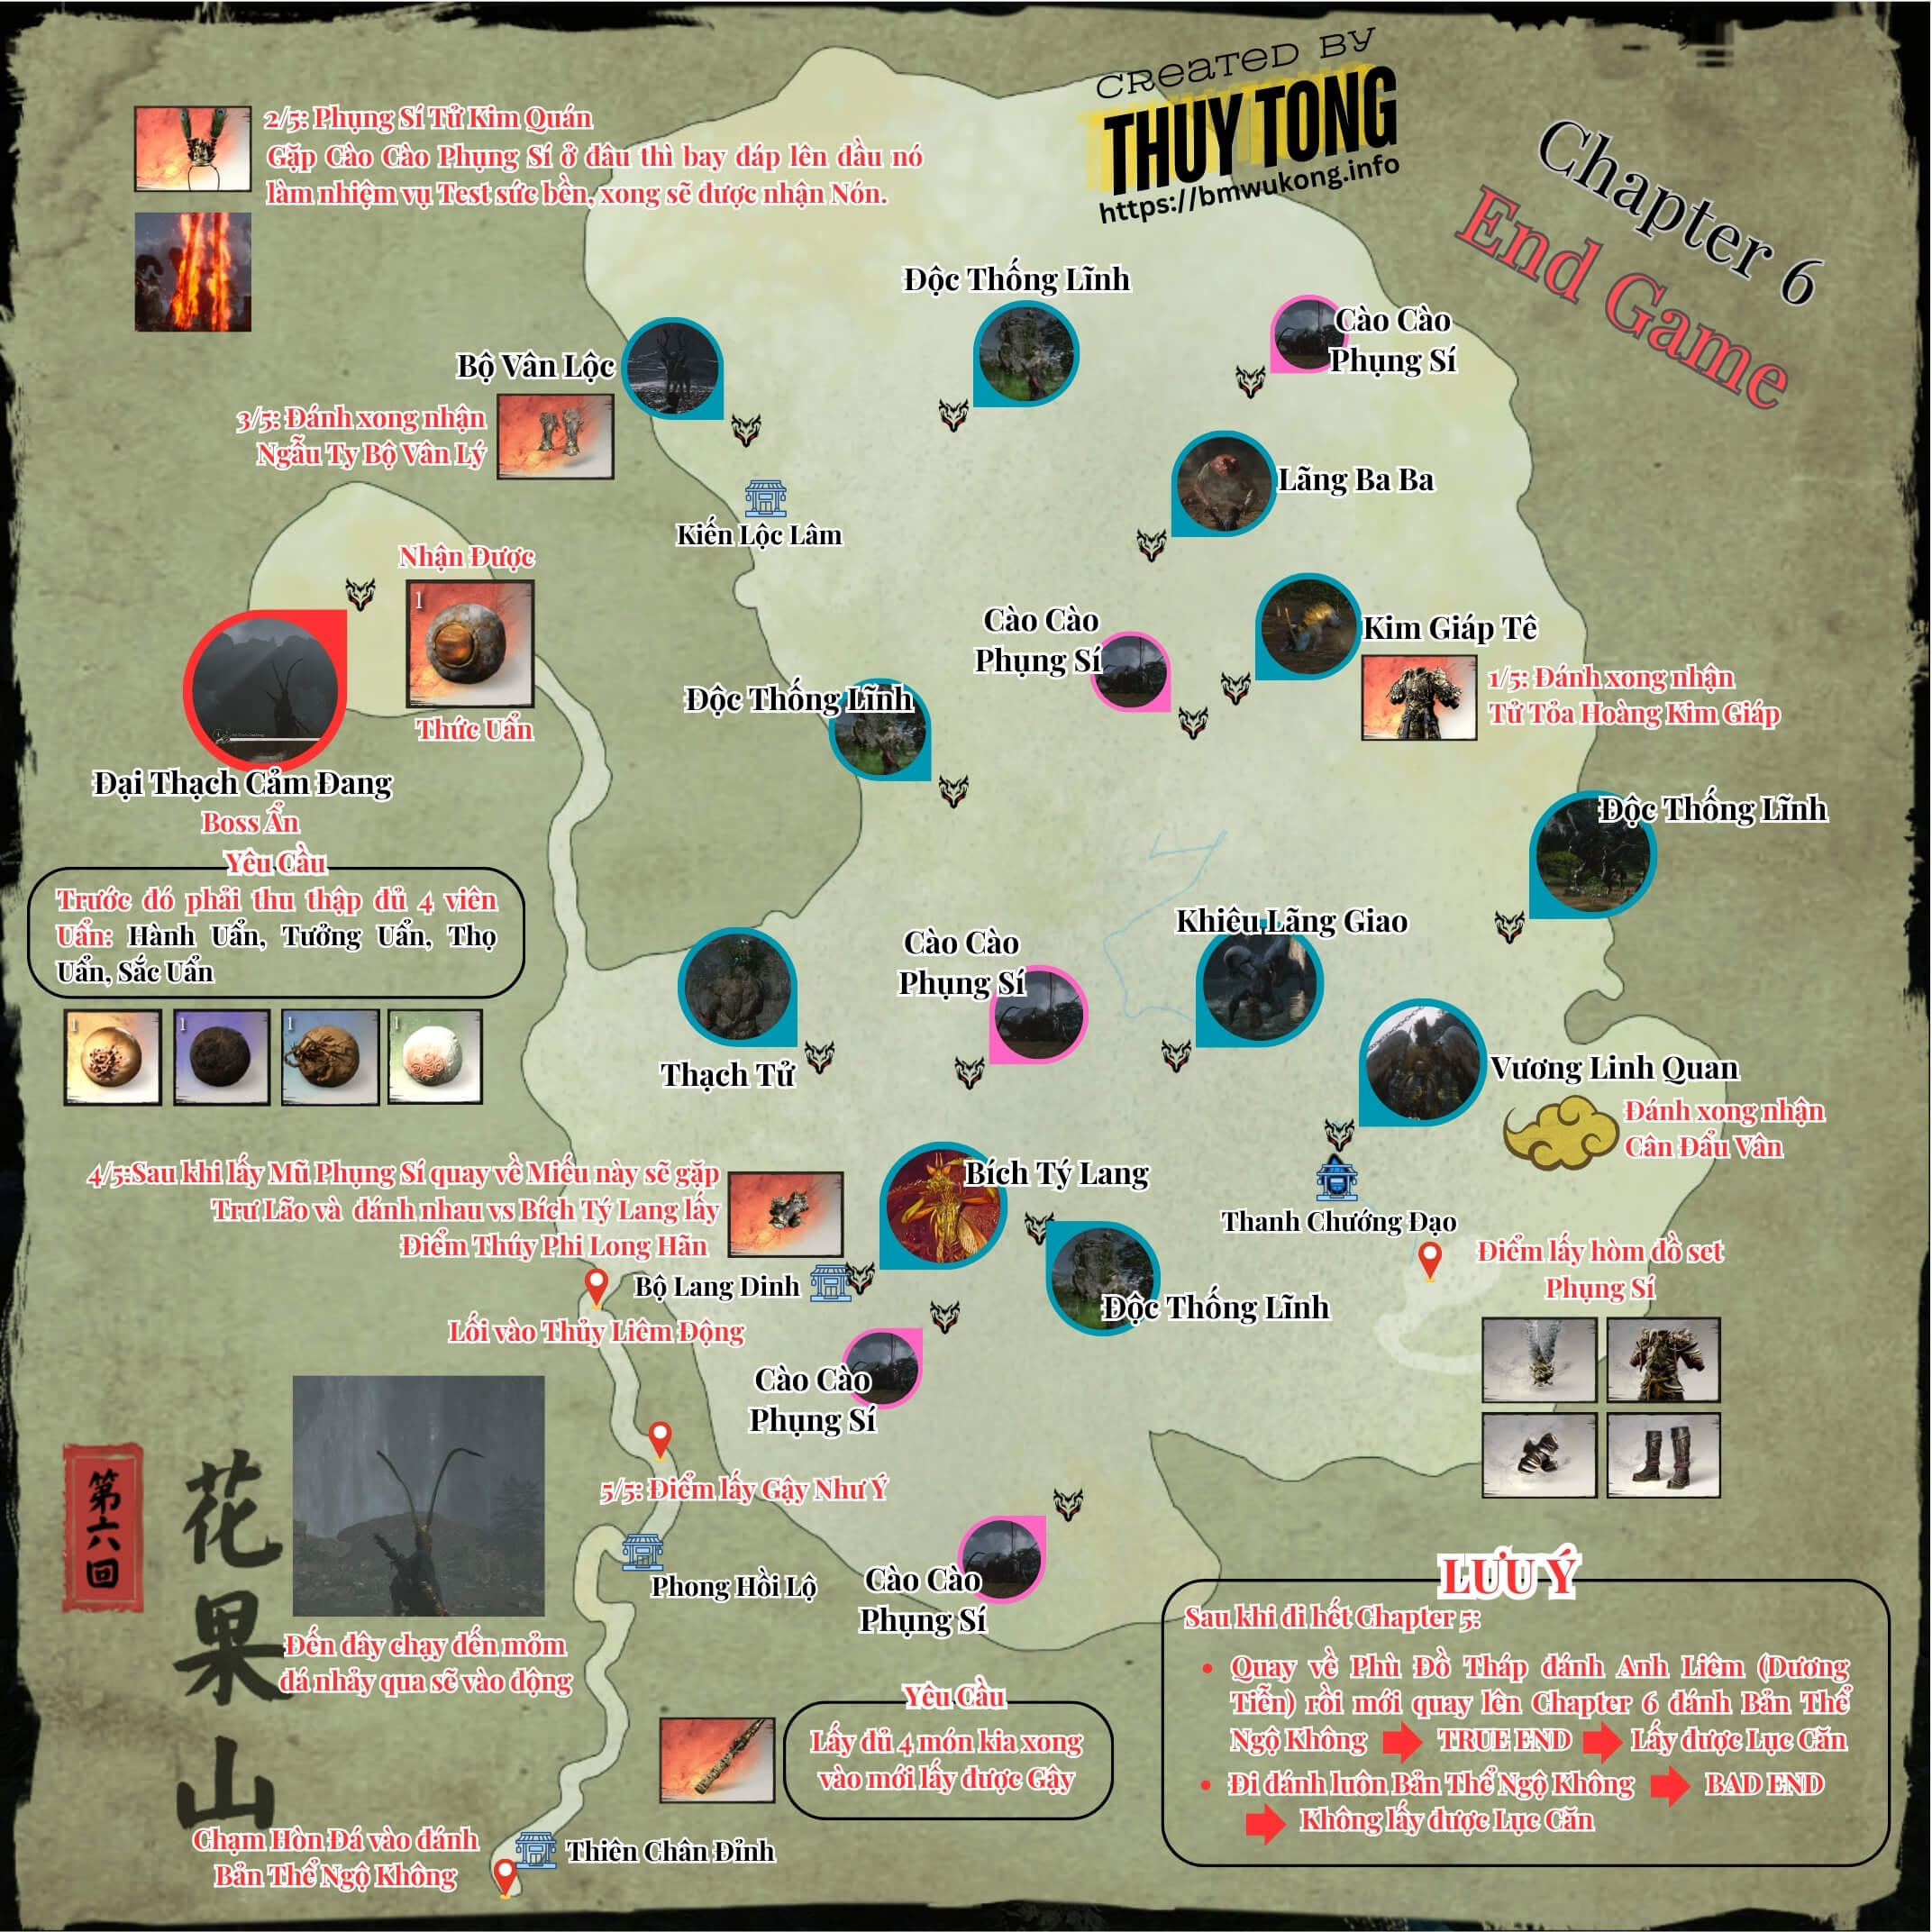 CREATED BY
THUY TONG
https://bmwukong.info
Chapter 6
End Game
2/5: Phụng Sí Tử Kim Quán
Gặp Cào Cào Phụng Sí ở đâu thì bay đáp lên đầu nó
làm nhiệm vụ Test sức bền, xong sẽ được nhận Nón.
Độc Thống Lĩnh
Cào Cào
Phụng Sí
Bộ Vân Lộc
3/5: Đánh xong nhận
Ngẫu Ty Bộ Vân Lý
Lãng Ba Ba
Kiến Lộc Lâm
Nhận Được
1
Thức Uẩn
Cào Cào
Phụng Sí
Kim Giáp Tê
1/5: Đánh xong nhận
Tử Tỏa Hoàng Kim Giáp
Độc Thống Lĩnh
Đại Thạch Cảm Đang
Boss Ẩn
Yêu Cầu
Trước đó phải thu thập đủ 4 viên
Uẩn: Hành Uẩn, Tưởng Uẩn, Thọ
Uẩn, Sắc Uẩn
1
1
1
1
Độc Thống Lĩnh
Khiêu Lãng Giao
Cào Cào
Phụng Sí
Thạch Tử
Vương Linh Quan
Đánh xong nhận
Cân Đẩu Vân
4/5:Sau khi lấy Mũ Phụng Sí quay về Miếu này sẽ gặp
Trư Lão và đánh nhau vs Bích Tý Lang lấy
Điểm Thúy Phi Long Hãn
Bích Tý Lang
Thanh Chướng Đạo
Điểm lấy hòm đồ set
Phụng Sí
Bộ Lang Dinh
Độc Thống Lĩnh
Lối vào Thủy Liêm Động
Cào Cào
Phụng Sí
5/5: Điểm lấy Gậy Như Ý
Phong Hồi Lộ
Cào Cào
Phụng Sí
第六回
花果山
Đến đây chạy đến mỏm
đá nhảy qua sẽ vào động
Yêu Cầu
Lấy đủ 4 món kia xong
vào mới lấy được Gậy
LƯU Ý
Sau khi đi hết Chapter 5:
• Quay về Phù Đồ Tháp đánh Anh Liêm (Dương
Tiễn) rồi mới quay lên Chapter 6 đánh Bản Thể
Ngộ Không TRUE END Lấy được Lục Căn
• Đi đánh luôn Bản Thể Ngộ Không BAD END
Không lấy được Lục Căn
Chạm Hòn Đá vào đánh
Bản Thể Ngộ Không
Thiên Chân Đỉnh